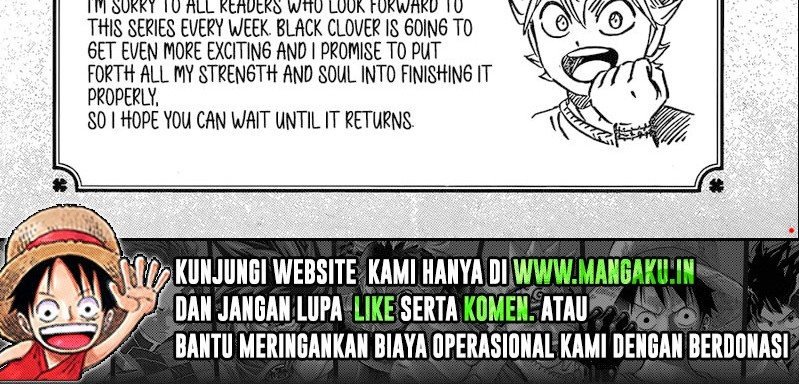 I'M SORRY TO ALL READERS WHO LOOK FORWARD TO
THIS SERIES EVERY WEEK. BLACK CLOVER IS GOING TO
GET EVEN MORE EXCITING AND I PROMISE TO PUT
FORTH ALL MY STRENGTH AND SOUL INTO FINISHING IT
PROPERLY,
SO I HOPE YOU CAN WAIT UNTIL IT RETURNS.
KUNJUNGI WEBSITE KAMI HANYA DI WWW.MANGAKU.IN
DAN JANGAN LUPA LIKE SERTA KOMEN. ATAU
BANTU MERINGANKAN BIAYA OPERASIONAL KAMI DENGAN BERDONASI